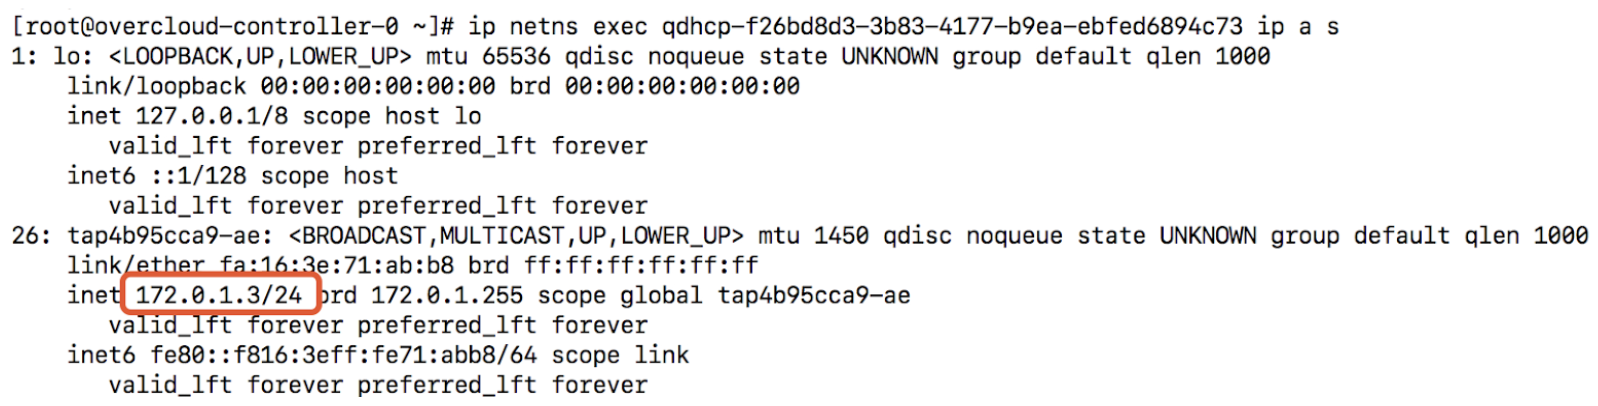 [root@overcloud-controller-0 ~]# ip netns exec qdhcp-f26bd8d3-3b83-4177-b9ea-ebfed6894c73 ip a s
1: lo: <LOOPBACK,UP,LOWER_UP> mtu 65536 qdisc noqueue state UNKNOWN group default qlen 1000
    link/loopback 00:00:00:00:00:00 brd 00:00:00:00:00:00
    inet 127.0.0.1/8 scope host lo
       valid_lft forever preferred_lft forever
    inet6 ::1/128 scope host
       valid_lft forever preferred_lft forever
26: tap4b95cca9-ae: <BROADCAST,MULTICAST,UP,LOWER_UP> mtu 1450 qdisc noqueue state UNKNOWN group default qlen 1000
    link/ether fa:16:3e:71:ab:b8 brd ff:ff:ff:ff:ff:ff
    inet 172.0.1.3/24 brd 172.0.1.255 scope global tap4b95cca9-ae
       valid_lft forever preferred_lft forever
    inet6 fe80::f816:3eff:fe71:abb8/64 scope link
       valid_lft forever preferred_lft forever